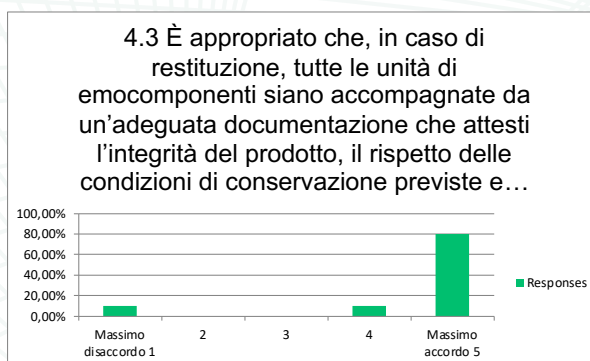 4.3 È appropriato che, in caso di
restituzione, tutte le unità di
emocomponenti siano accompagnate da
un’adeguata documentazione che attesti
l’integrità del prodotto, il rispetto delle
condizioni di conservazione previste e…
100,00%
80,00%
60,00%
40,00%
20,00%
0,00%
Massimo
disaccordo 1
2
3
4
Massimo
accordo 5
Responses